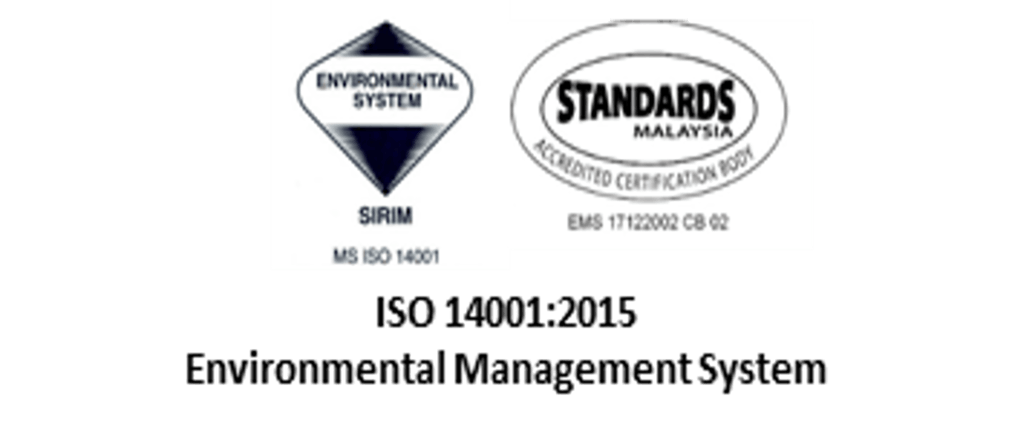 ENVIRONMENTAL
SYSTEM
SIRIM
MS ISO 14001
STANDARDS
MALAYSIA
ACCREDITED CERTIFICATION BODY
EMS 17122002 CB 02
ISO 14001:2015
Environmental Management System